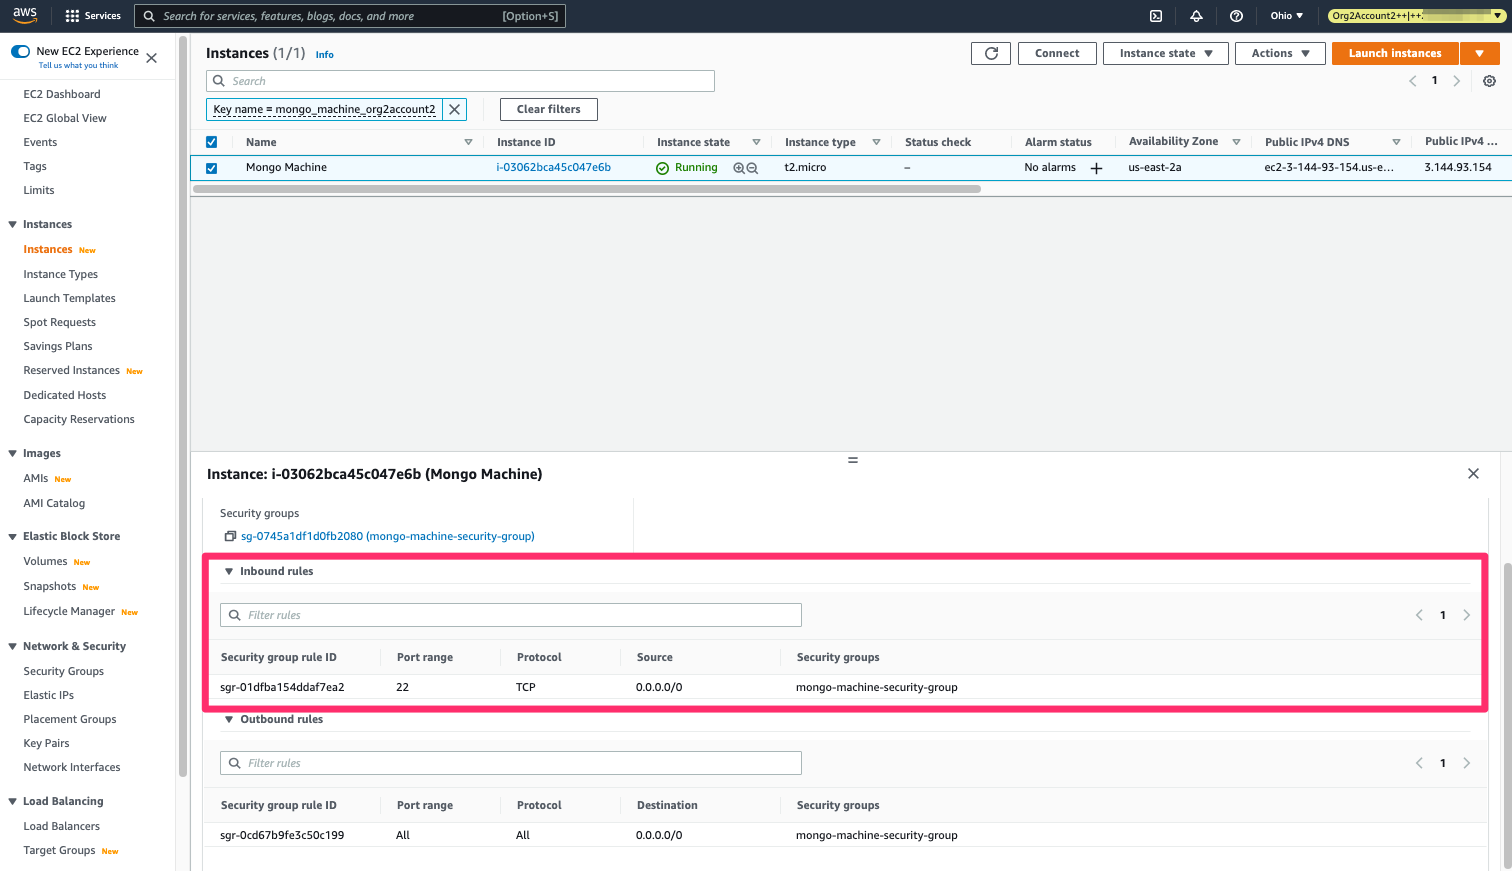 aws
Services
Search for services, features, blogs, docs, and more
[Option+S]
Ohio
Org2Account2++|++
New EC2 Experience
Tell us what you think
EC2 Dashboard
EC2 Global View
Events
Tags
Limits
Instances
Instances New
Instance Types
Launch Templates
Spot Requests
Savings Plans
Reserved Instances New
Dedicated Hosts
Capacity Reservations
Images
AMIs New
AMI Catalog
Elastic Block Store
Volumes New
Snapshots New
Lifecycle Manager New
Network & Security
Security Groups
Elastic IPs
Placement Groups
Key Pairs
Network Interfaces
Load Balancing
Load Balancers
Target Groups New
Instances (1/1) Info
Connect
Instance state
Actions
Launch instances
Search
1
Key name = mongo_machine_org2account2
Clear filters
Name Instance ID Instance state Instance type Status check Alarm status Availability Zone Public IPv4 DNS Public IPv4 ...
Mongo Machine i-03062bca45c047e6b Running t2.micro – No alarms + us-east-2a ec2-3-144-93-154.us-e... 3.144.93.154
Instance: i-03062bca45c047e6b (Mongo Machine)
Security groups
sg-0745a1df1d0fb2080 (mongo-machine-security-group)
Inbound rules
Filter rules
1
Security group rule ID Port range Protocol Source Security groups
sgr-01dfba154ddaf7ea2 22 TCP 0.0.0.0/0 mongo-machine-security-group
Outbound rules
Filter rules
1
Security group rule ID Port range Protocol Destination Security groups
sgr-0cd67b9fe3c50c199 All All 0.0.0.0/0 mongo-machine-security-group